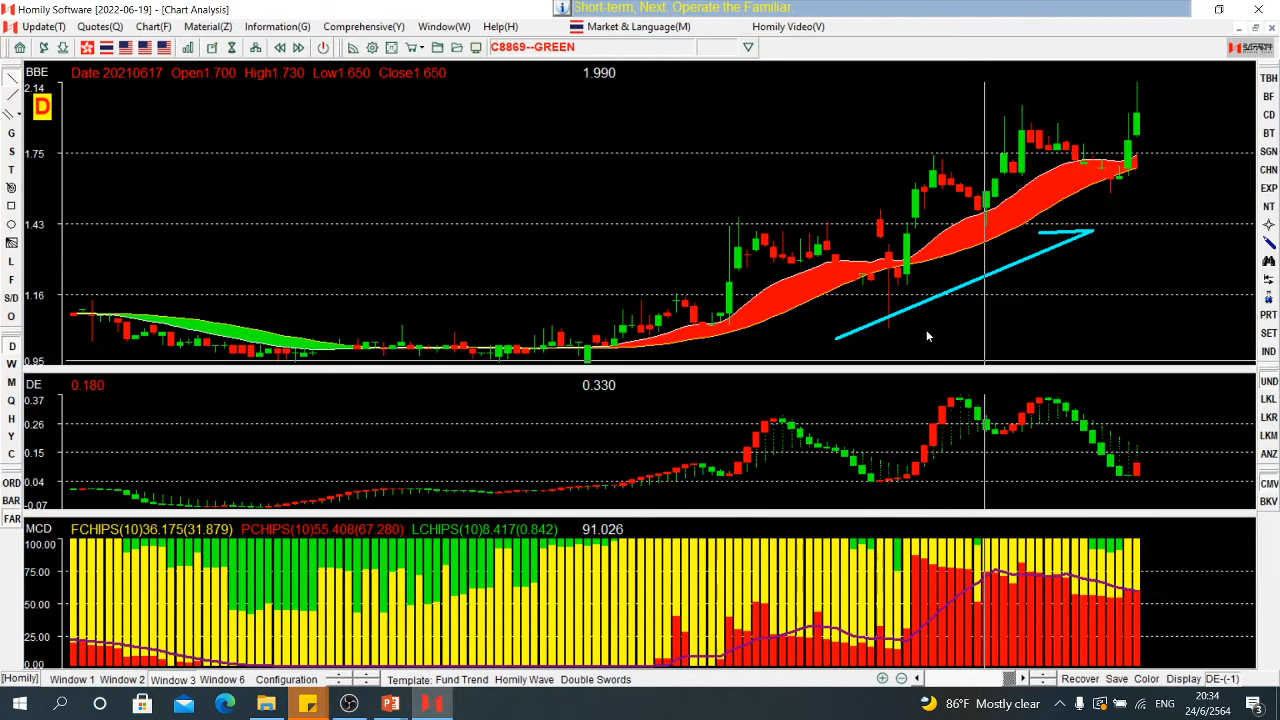 Homily Software [2022-06-19] - [Chart Analysis]
Short-term, Next. Operate the Familiar.
Update(T) Quotes(Q) Chart(F) Material(Z) Information(G) Comprehensive(Y) Window(W) Help(H) Market & Language(M) Homily Video(V)
C8869--GREEN
BBE Date 20210617 Open1.700 High1.730 Low1.650 Close1.650 1.990
2.14
D
1.75
1.43
1.16
0.95
DE 0.180 0.330
0.37
0.26
0.15
0.04
-0.07
MCD FCHIPS(10)36.175(31.879) PCHIPS(10)55.408(67.280) LCHIPS(10)8.417(0.842) 91.026
100.00
75.00
50.00
25.00
0.00
G
S
T
L
F
S/D
O
D
W
M
Q
H
Y
C
ORD
BAR
FAR
TBH
BF
CD
BT
SGN
CHN
EXP
NT
PRT
SET
IND
UND
LKL
LKR
LKM
ANZ
CMV
BKV
[Homily] Window 1 Window 2 Window 3 Window 6 Configuration Template: Fund Trend Homily Wave Double Swords Recover Save Color Display DE-(-1)
86°F Mostly clear ENG
20:34
24/6/2564
3